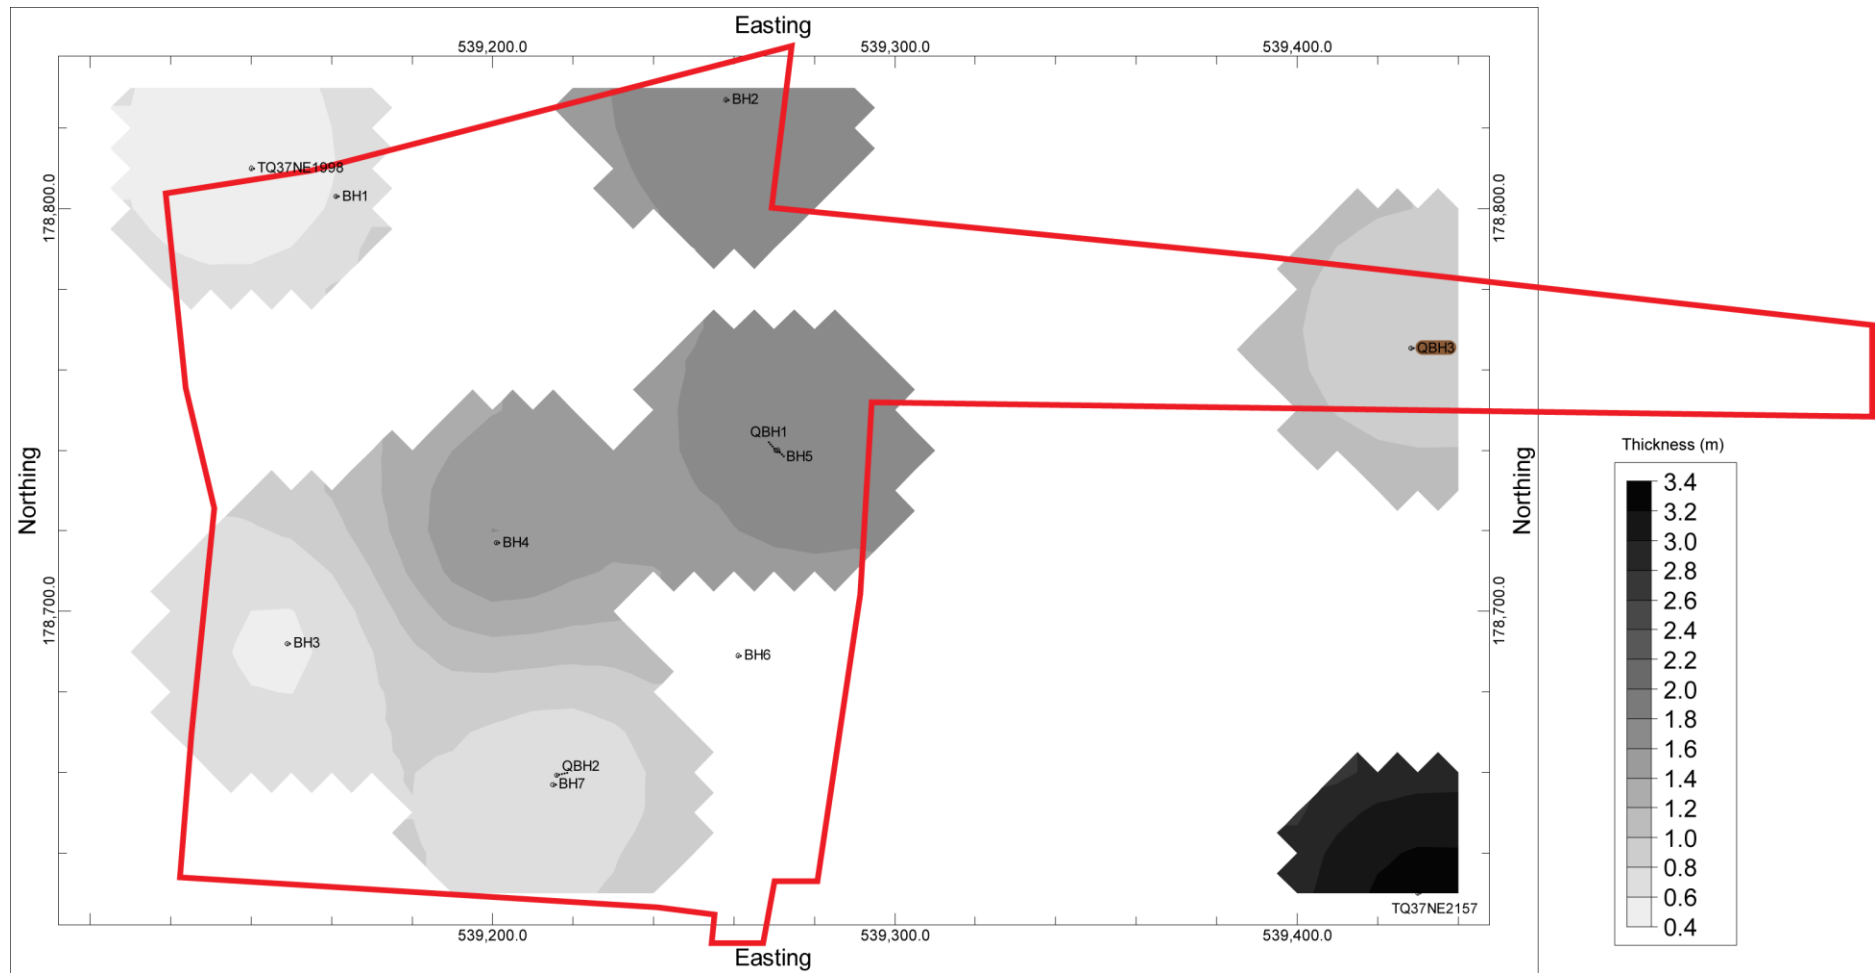 Easting
539,200.0
539,300.0
539,400.0
BH2
TQ37NE1998
BH1
178,800.0
178,800.0
QBH3
QBH1
BH5
Thickness (m)
Northing
Northing
3.4
3.2
3.0
2.8
2.6
2.4
2.2
2.0
1.8
1.6
1.4
1.2
1.0
0.8
0.6
0.4
BH4
178,700.0
178,700.0
BH3
BH6
QBH2
BH7
TQ37NE2157
539,200.0
539,300.0
539,400.0
Easting